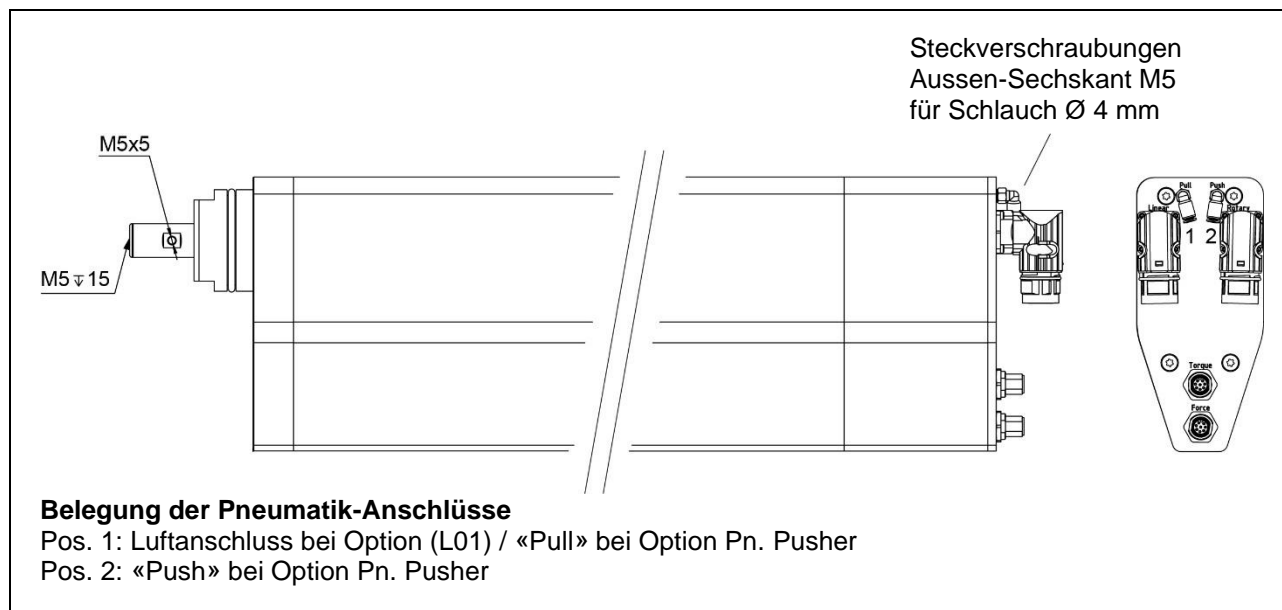 Steckverschraubungen
Aussen-Sechskant M5
für Schlauch Ø 4 mm
M5x5
M5↧15
Pull Push
Linear Rotary
1 2
Torque
Force
Belegung der Pneumatik-Anschlüsse
Pos. 1: Luftanschluss bei Option (L01) / «Pull» bei Option Pn. Pusher
Pos. 2: «Push» bei Option Pn. Pusher